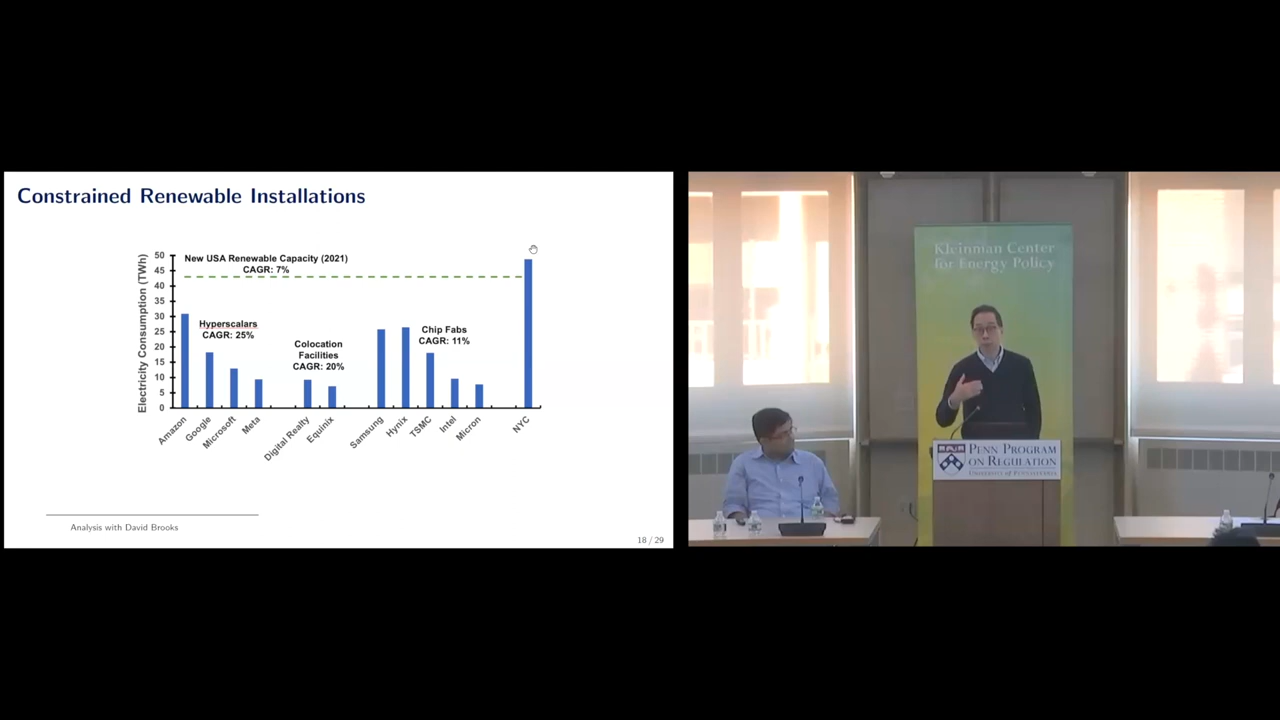 Constrained Renewable Installations
Electricity Consumption (TWh)
50
45
40
35
30
25
20
15
10
5
0
New USA Renewable Capacity (2021)
CAGR: 7%
Hyperscalars
CAGR: 25%
Colocation
Facilities
CAGR: 20%
Chip Fabs
CAGR: 11%
Amazon
Google
Microsoft
Meta
Digital Realty
Equinix
Samsung
Hynix
TSMC
Intel
Micron
NYC
Analysis with David Brooks
18 / 29
Kleinman Center
for Energy Policy
Penn Program
on Regulation
University of Pennsylvania